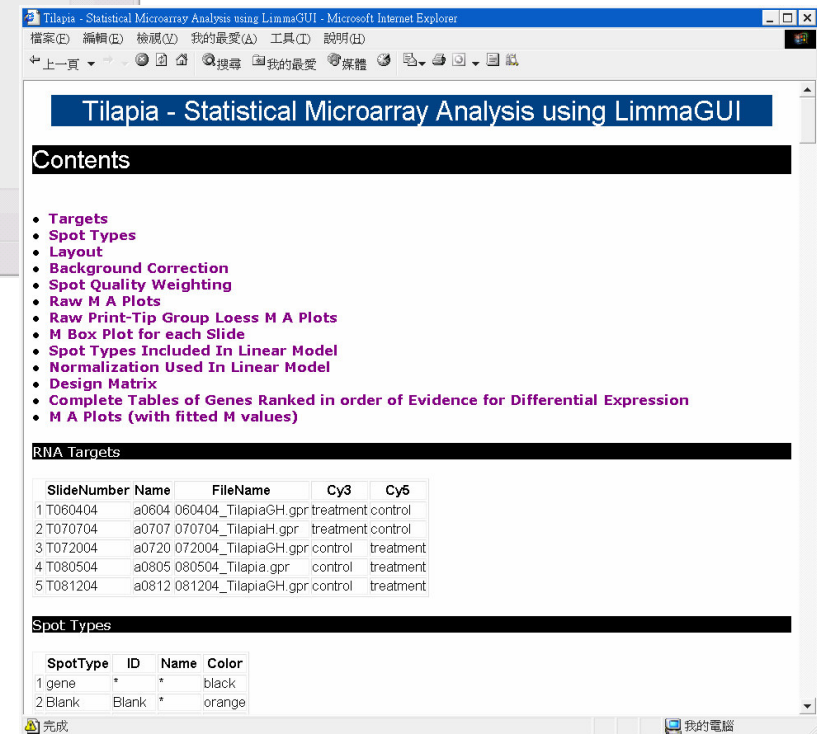 Tilapia - Statistical Microarray Analysis using LimmaGUI - Microsoft Internet Explorer
檔案(F) 編輯(E) 檢視(V) 我的最愛(A) 工具(T) 說明(H)
上一頁 搜尋 我的最愛 媒體
Tilapia - Statistical Microarray Analysis using LimmaGUI
Contents
• Targets
• Spot Types
• Layout
• Background Correction
• Spot Quality Weighting
• Raw M A Plots
• Raw Print-Tip Group Loess M A Plots
• M Box Plot for each Slide
• Spot Types Included In Linear Model
• Normalization Used In Linear Model
• Design Matrix
• Complete Tables of Genes Ranked in order of Evidence for Differential Expression
• M A Plots (with fitted M values)
RNA Targets
SlideNumber Name FileName Cy3 Cy5
1 T060404 a0604 060404_TilapiaGH.gpr treatment control
2 T070704 a0707 070704_TilapiaH.gpr treatment control
3 T072004 a0720 072004_TilapiaGH.gpr control treatment
4 T080504 a0805 080504_Tilapia.gpr control treatment
5 T081204 a0812 081204_TilapiaGH.gpr control treatment
Spot Types
SpotType ID Name Color
1 gene * * black
2 Blank Blank * orange
完成 我的電腦